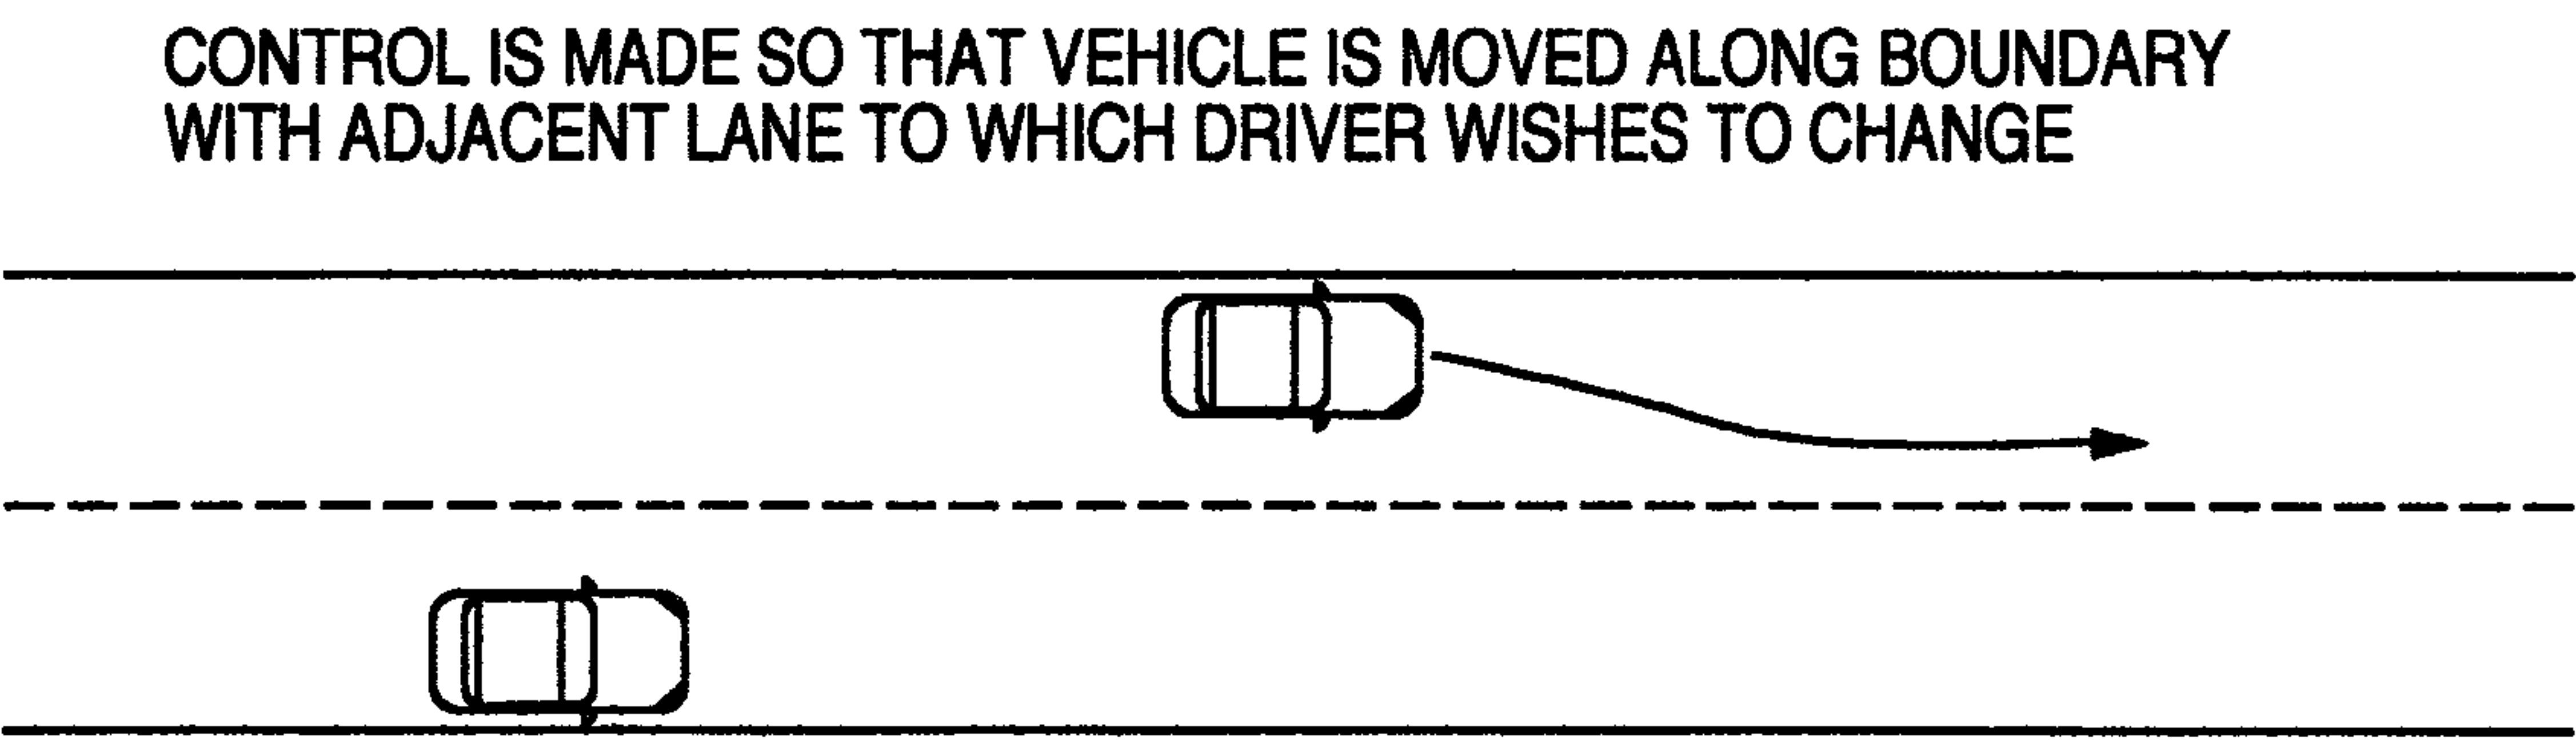 CONTROL IS MADE SO THAT VEHICLE IS MOVED ALONG BOUNDARY
WITH ADJACENT LANE TO WHICH DRIVER WISHES TO CHANGE